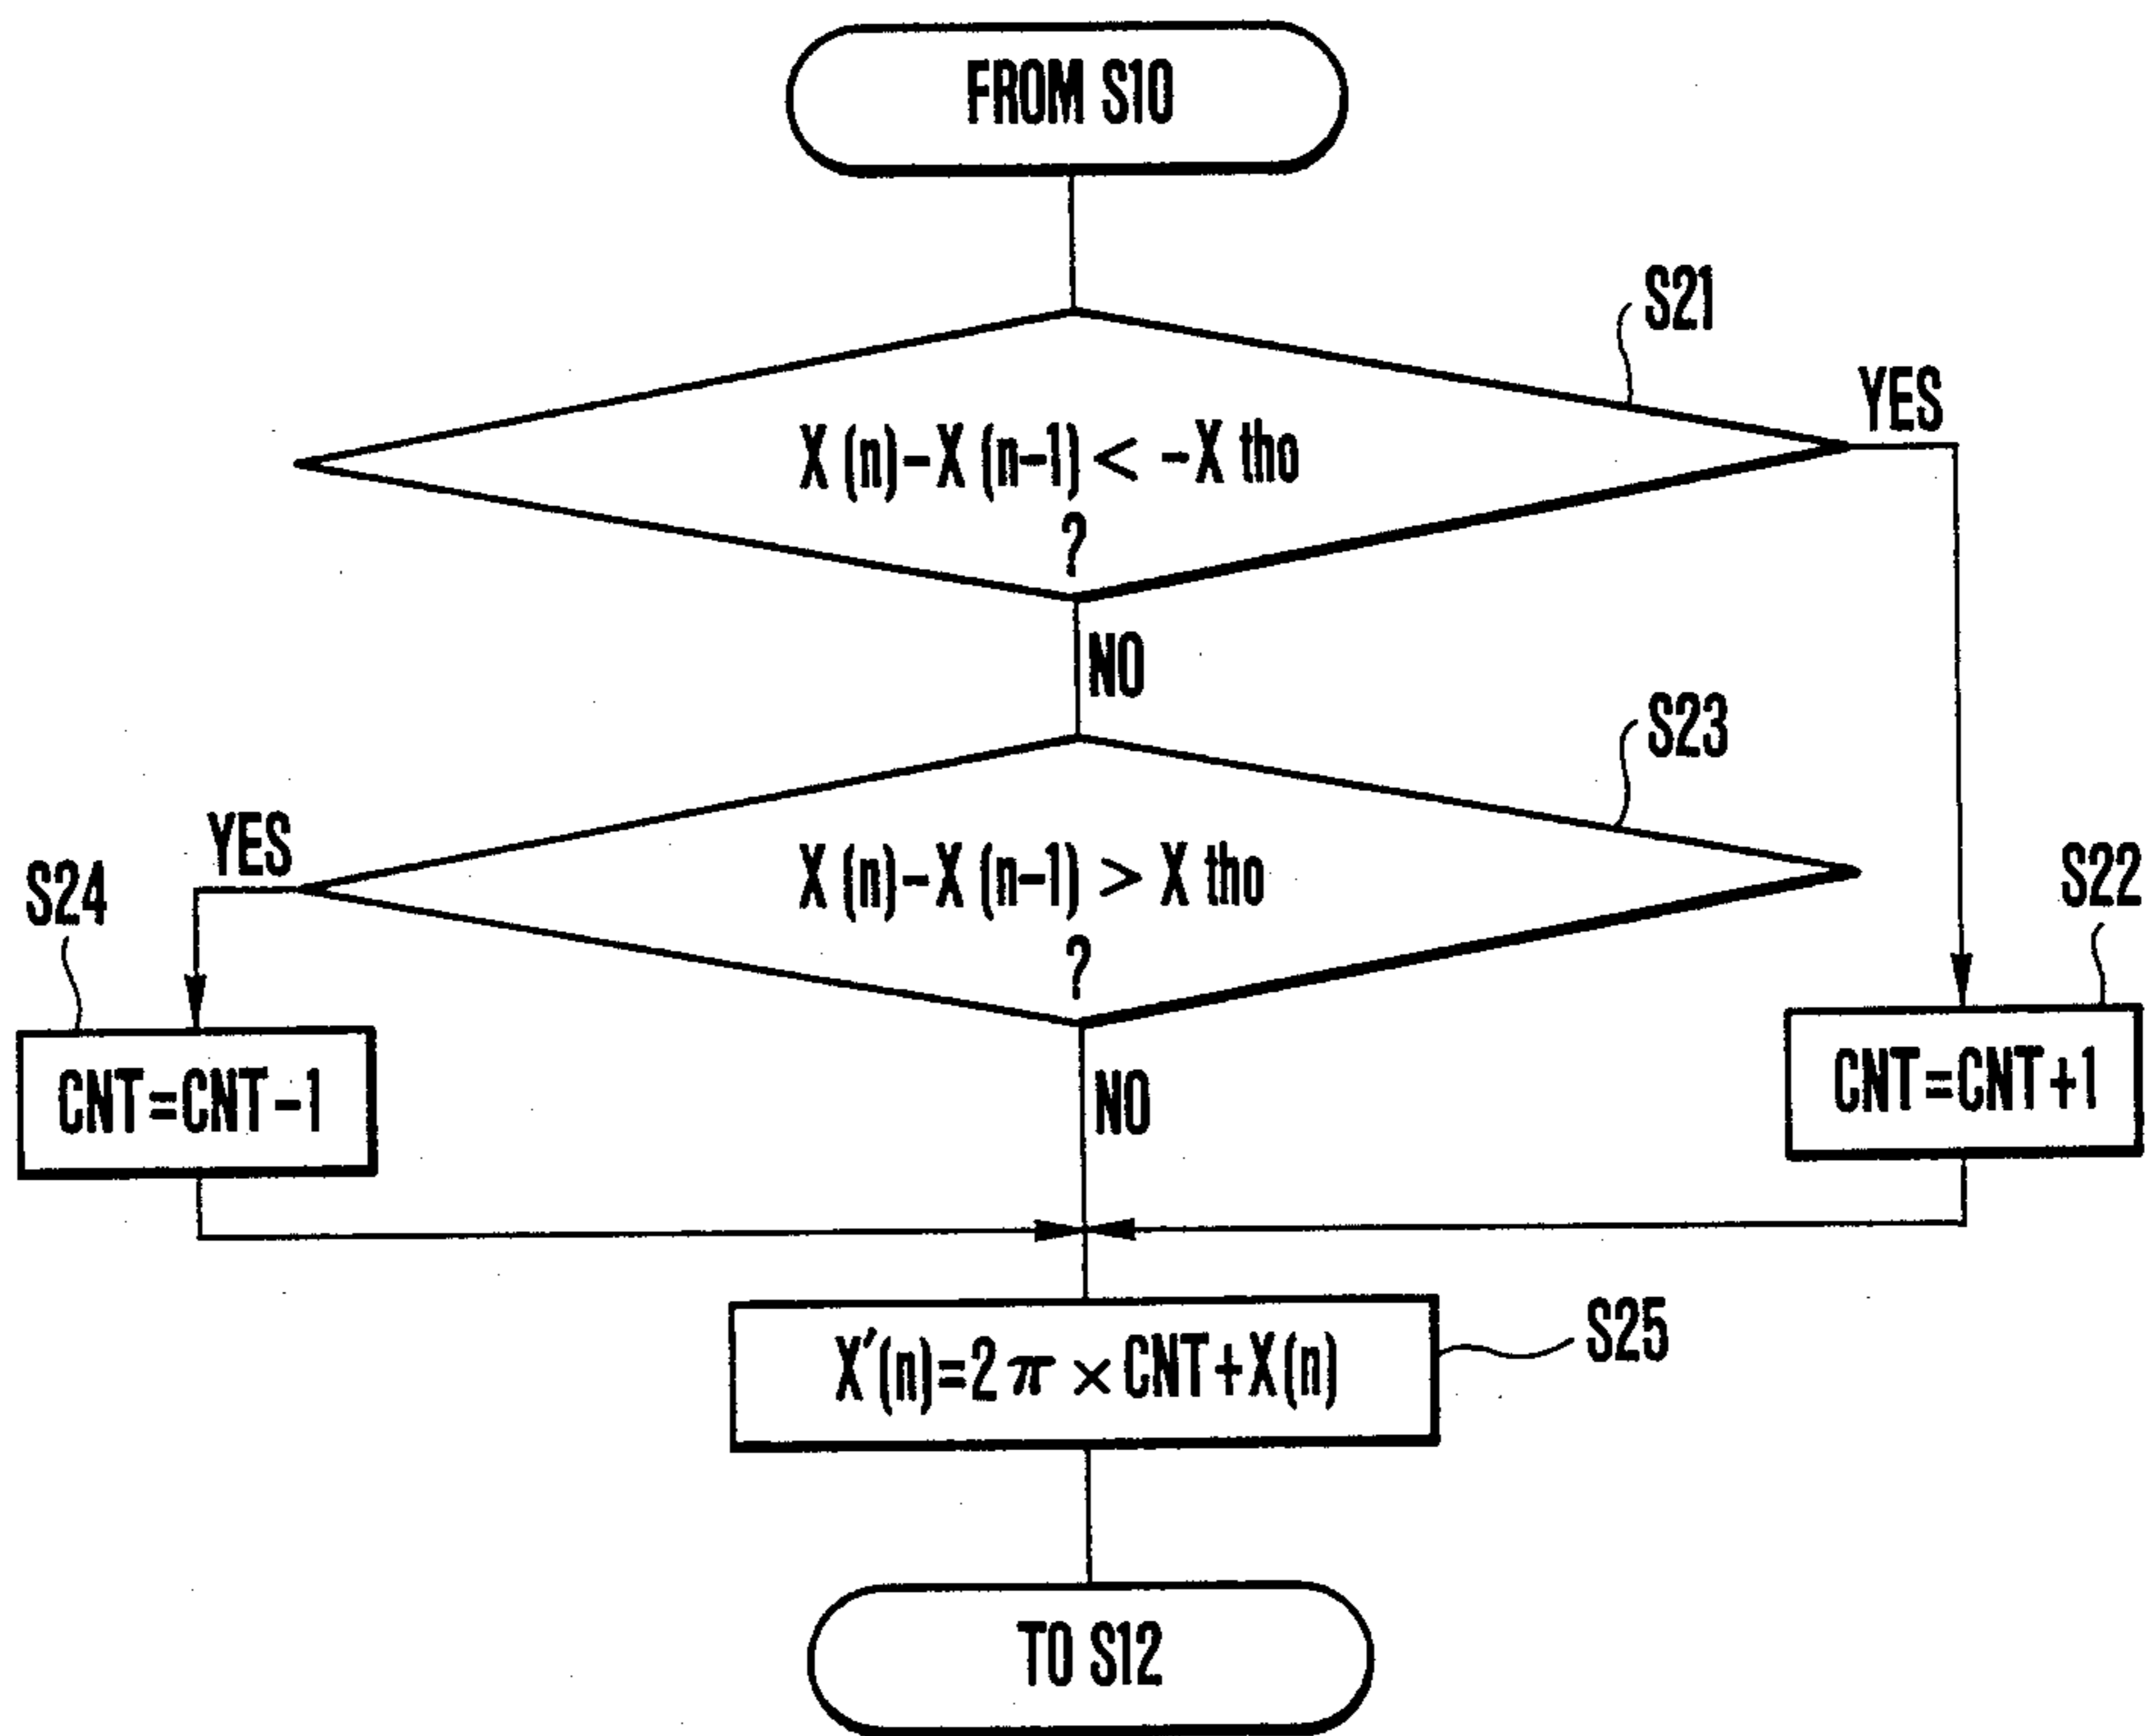 FROM S10
S21
YES
X (n)-X (n-1) < -X tho
?
NO
S23
YES
X (n)-X (n-1) > X tho
?
S24
S22
CNT=CNT-1
NO
CNT=CNT+1
X′(n)=2π × CNT+X(n)
S25
TO S12